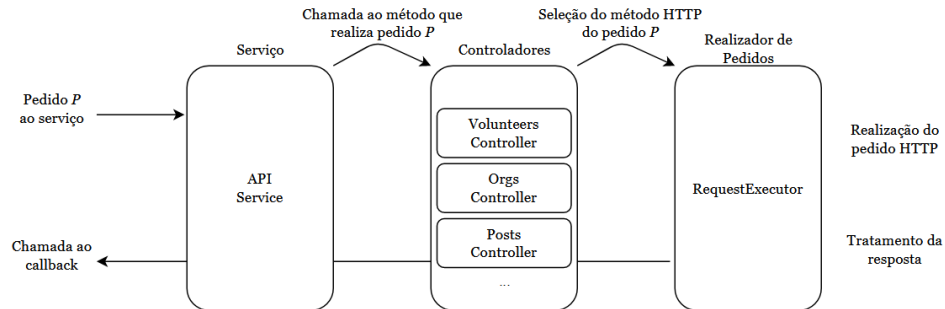 Chamada ao método que
realiza pedido P
Seleção do método HTTP
do pedido P
Serviço
Controladores
Realizador de
Pedidos
Pedido P
ao serviço
API
Service
Volunteers
Controller
Orgs
Controller
Posts
Controller
...
RequestExecutor
Realização do
pedido HTTP
Chamada ao
callback
Tratamento da
resposta